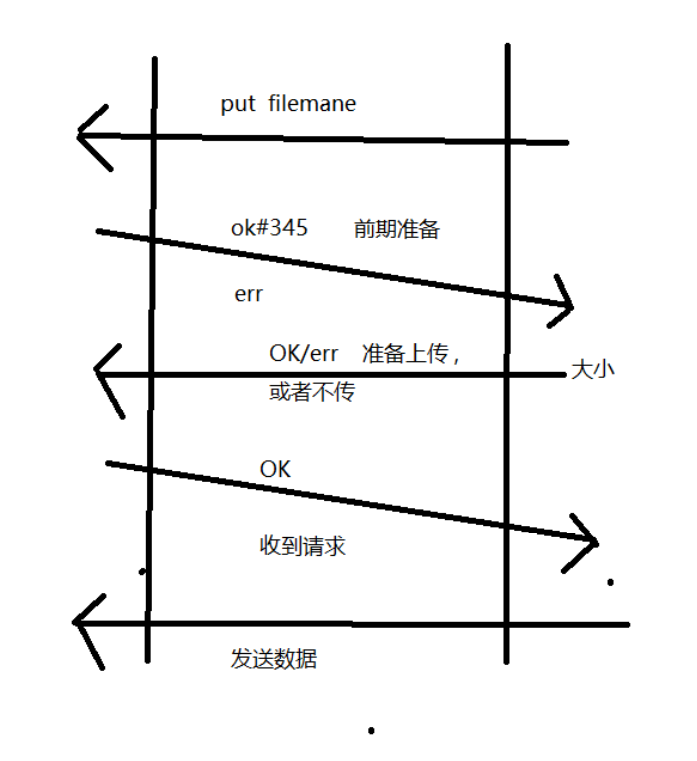 put filemane
ok#345 前期准备
err
OK/err 准备上传，
或者不传
大小
OK
收到请求
发送数据